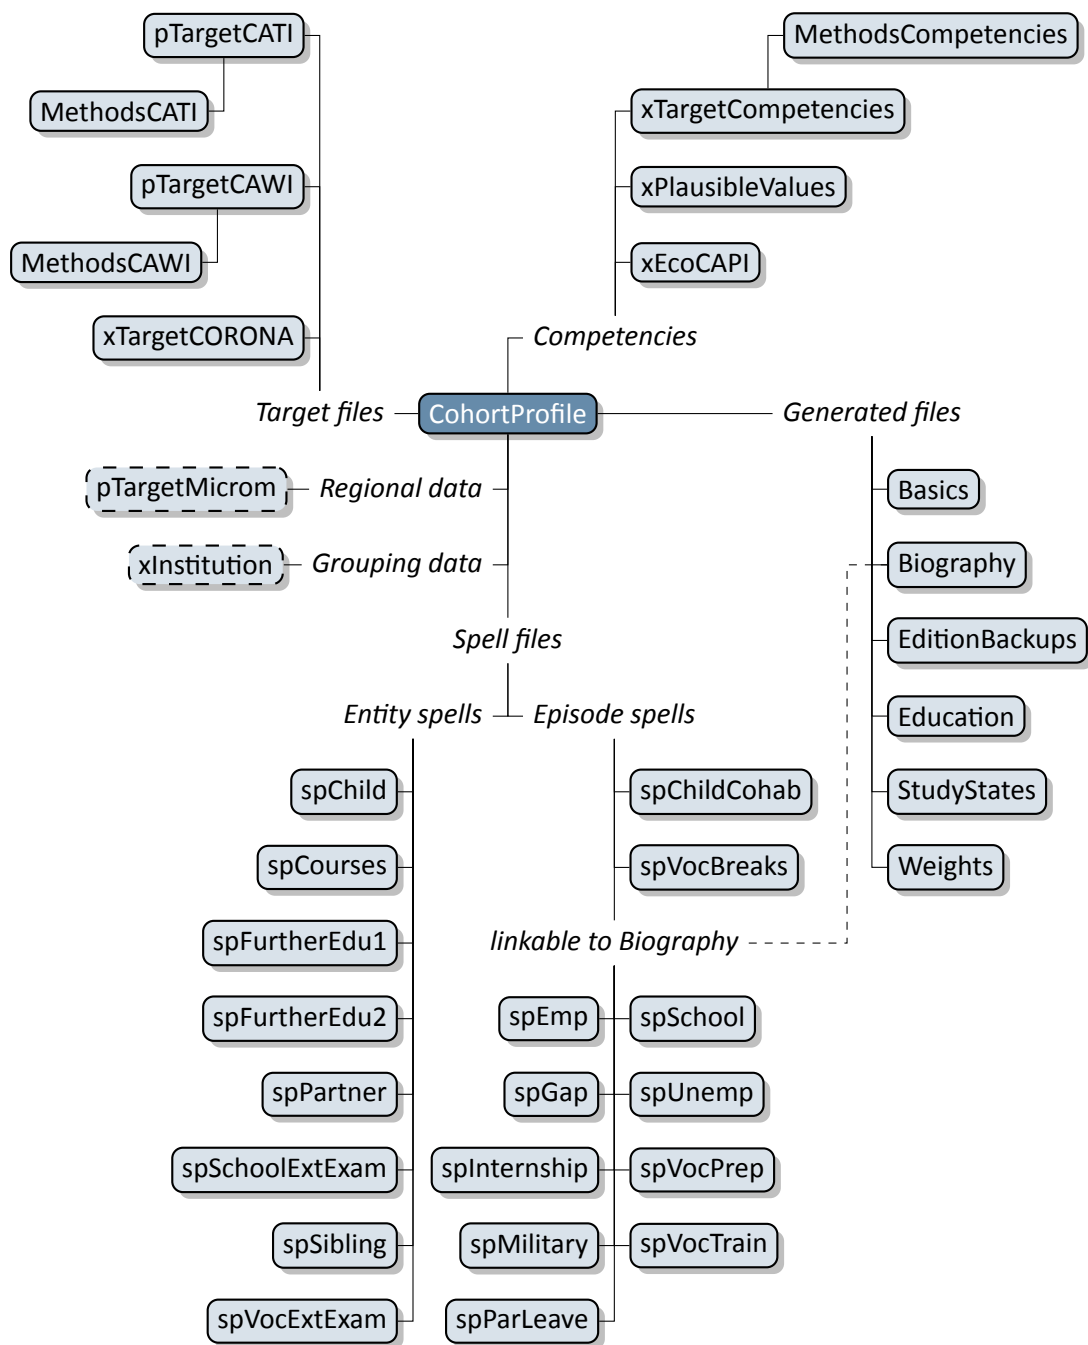 pTargetCATI
MethodsCompetencies
MethodsCATI
xTargetCompetencies
pTargetCAWI
xPlausibleValues
MethodsCAWI
xEcoCAPI
xTargetCORONA
Competencies
Target files
CohortProfile
Generated files
pTargetMicrom
Regional data
Basics
xInstitution
Grouping data
Biography
Spell files
EditionBackups
Entity spells
Episode spells
Education
spChild
spChildCohab
StudyStates
spCourses
spVocBreaks
Weights
spFurtherEdu1
linkable to Biography
spFurtherEdu2
spEmp
spSchool
spPartner
spGap
spUnemp
spSchoolExtExam
spInternship
spVocPrep
spSibling
spMilitary
spVocTrain
spVocExtExam
spParLeave